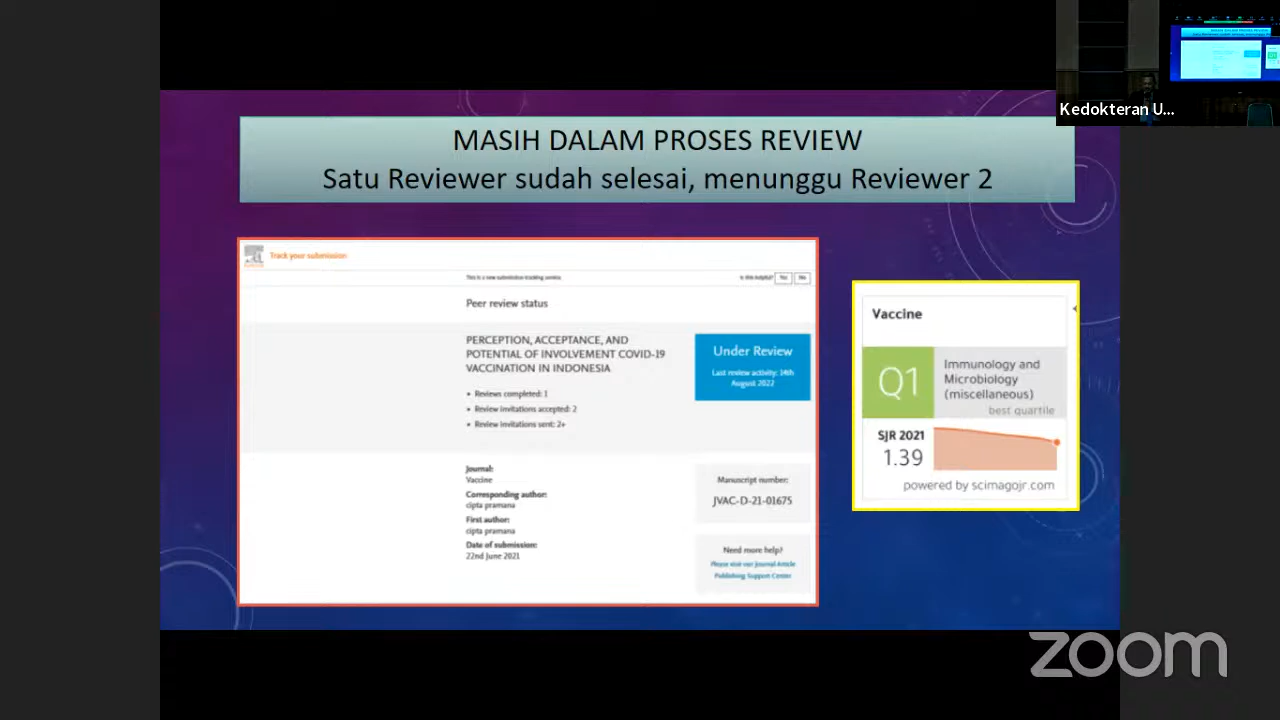 MASIH DALAM PROSES REVIEW
Satu Reviewer sudah selesai, menunggu Reviewer 2
Kedokteran U...
Track your submission
This is a new submission tracking service.
Is this helpful? Yes No
Peer review status
PERCEPTION, ACCEPTANCE, AND
POTENTIAL OF INVOLVEMENT COVID-19
VACCINATION IN INDONESIA
• Reviews completed: 1
• Review invitations accepted: 2
• Review invitations sent: 2+
Under Review
Last review activity: 14th
August 2022
Journal:
Vaccine
Corresponding author:
cipta pramana
First author:
cipta pramana
Date of submission:
22nd June 2021
Manuscript number:
JVAC-D-21-01675
Need more help?
Please visit our Journal Article
Publishing Support Center
Vaccine
Q1
Immunology and
Microbiology
(miscellaneous)
best quartile
SJR 2021
1.39
powered by scimagojr.com
zoom